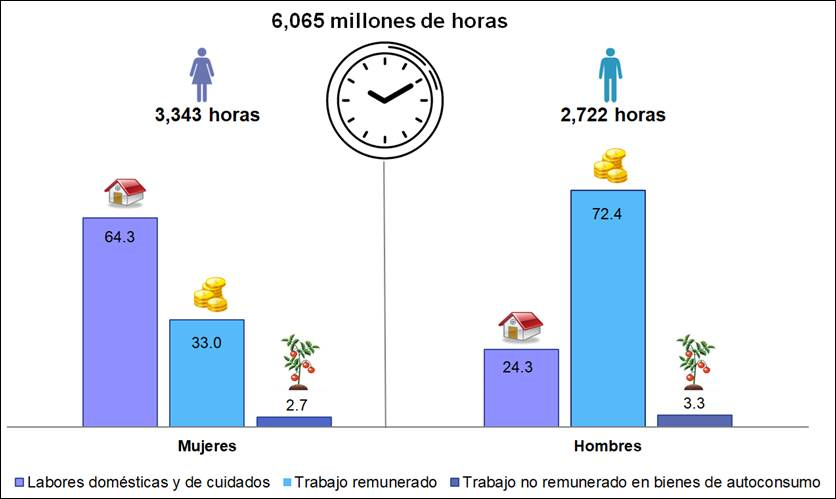 6,065 millones de horas
3,343 horas
2,722 horas
64.3
33.0
2.7
24.3
72.4
3.3
Mujeres
Hombres
Labores domésticas y de cuidados
Trabajo remunerado
Trabajo no remunerado en bienes de autoconsumo